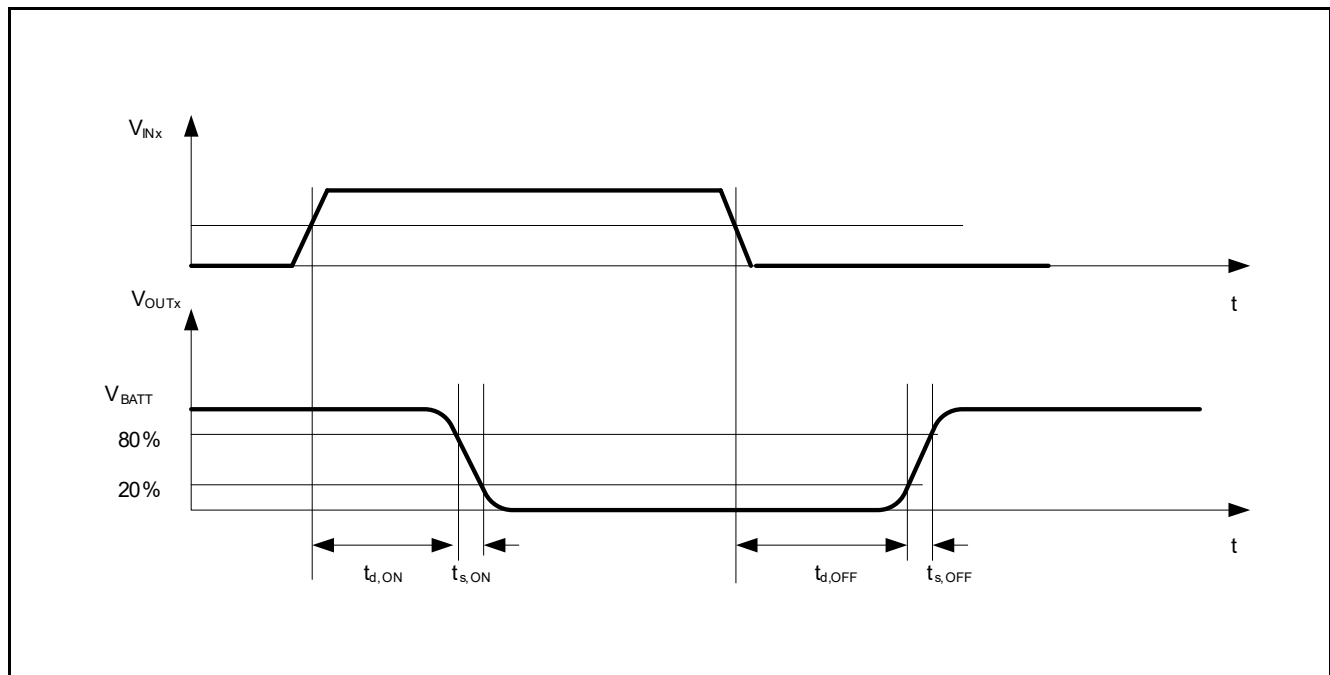 V_INx
t
V_OUTx
V_BATT
80%
20%
t
t_d,ON t_s,ON t_d,OFF t_s,OFF